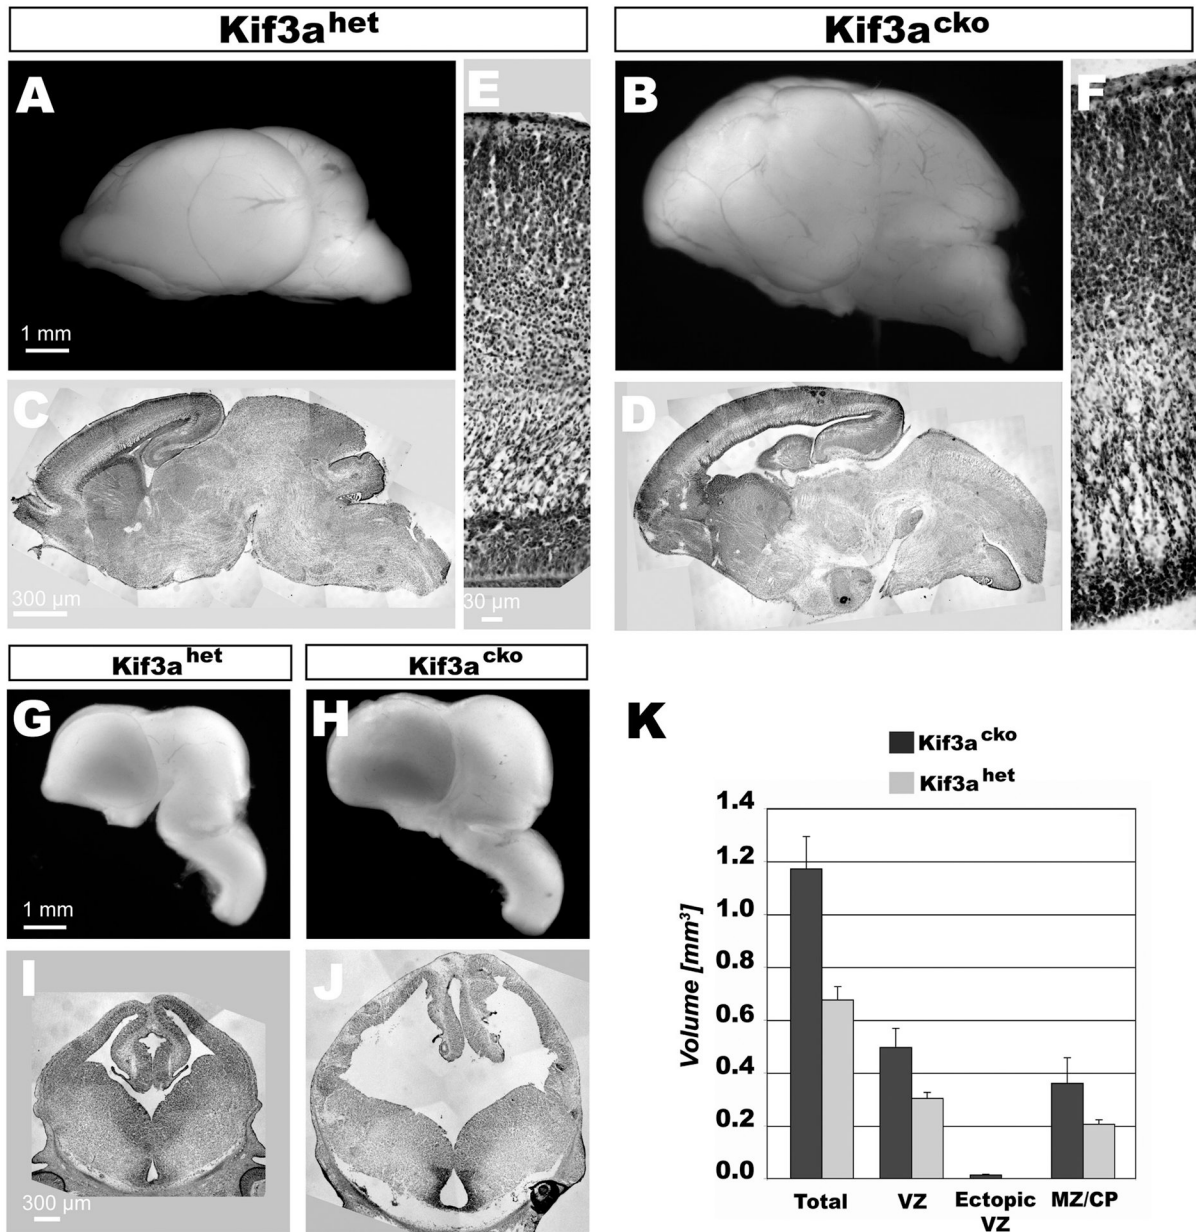 Kif3a^het
Kif3a^cko
A
E
B
F
1 mm
C
D
300 µm
30 µm
Kif3a^het
Kif3a^cko
G
H
K
Kif3a^cko
Kif3a^het
1 mm
I
J
300 µm
Volume [mm³]
1.4
1.2
1.0
0.8
0.6
0.4
0.2
0.0
Total
VZ
Ectopic
VZ
MZ/CP